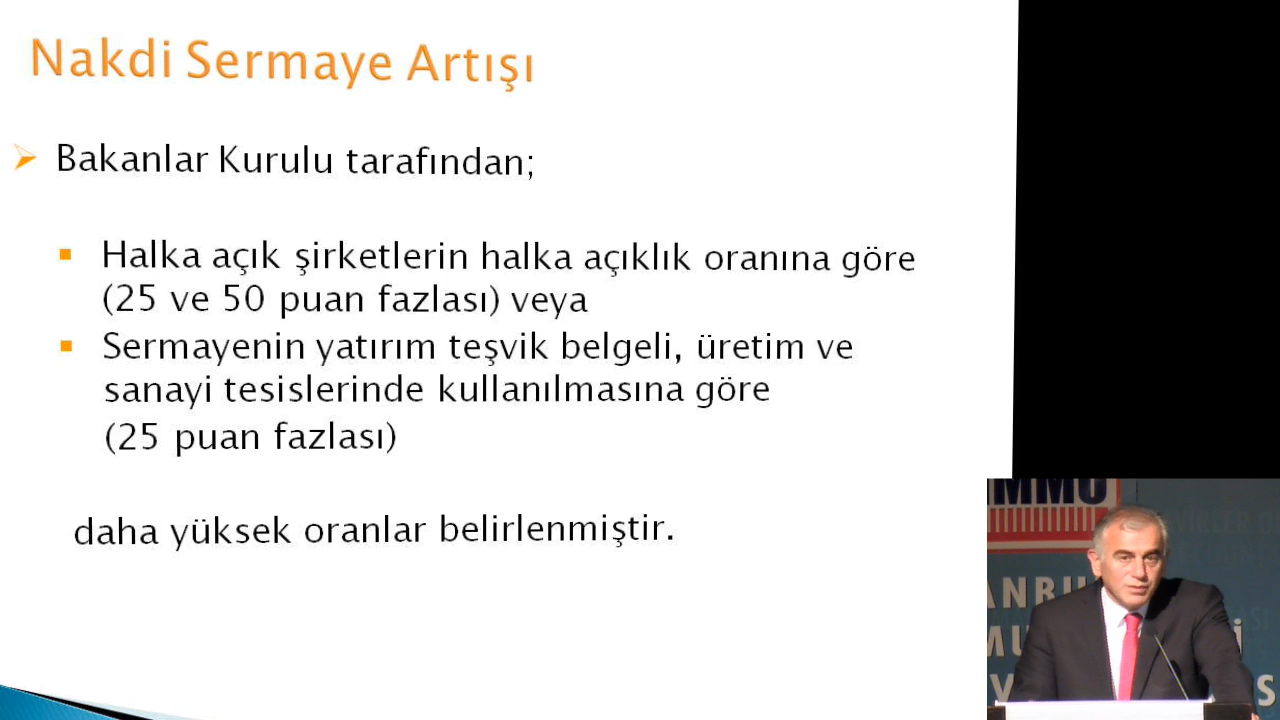 Nakdi Sermaye Artışı
Bakanlar Kurulu tarafından;
Halka açık şirketlerin halka açıklık oranına göre
(25 ve 50 puan fazlası) veya
Sermayenin yatırım teşvik belgeli, üretim ve
sanayi tesislerinde kullanılmasına göre
(25 puan fazlası)
daha yüksek oranlar belirlenmiştir.